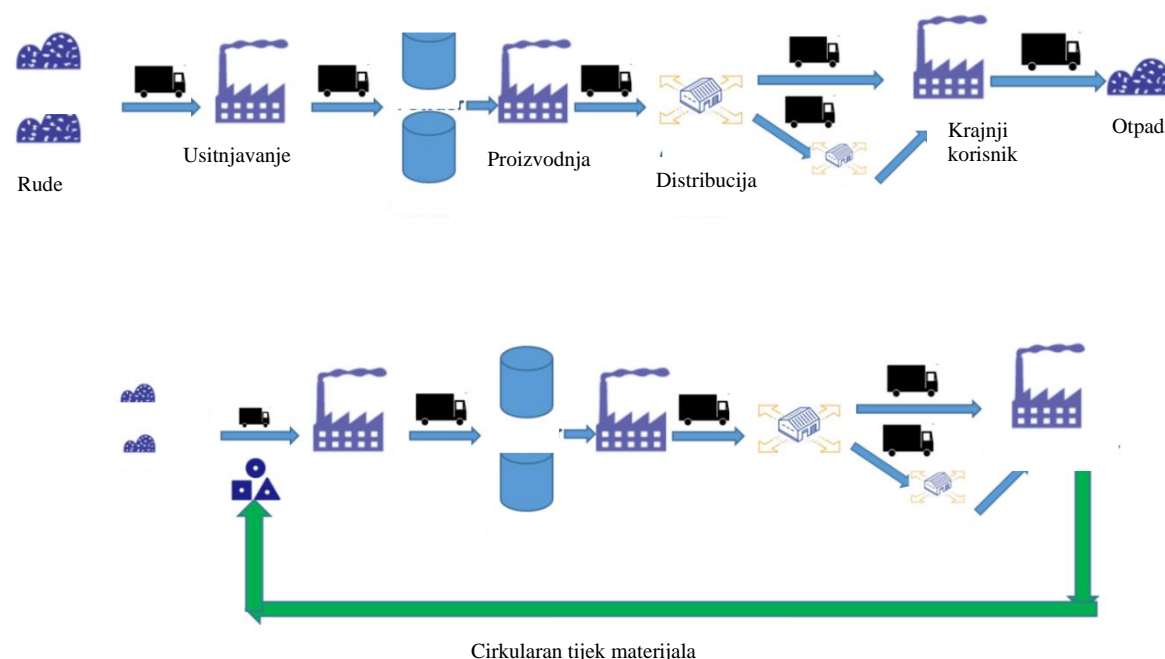 Usitnjavanje
Proizvodnja
Krajnji
korisnik
Otpad
Rude
Distribucija
Cirkularan tijek materijala